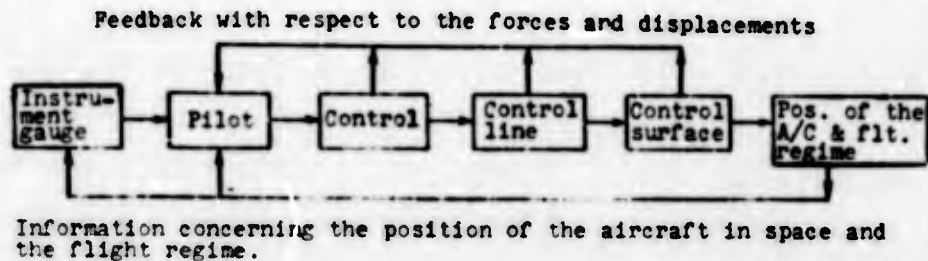 Feedback with respect to the forces and displacements
Instru-
ment
gauge
Pilot
Control
Control
line
Control
surface
Pos. of the
A/C & flt.
regime
Information concerning the position of the aircraft in space and
the flight regime.